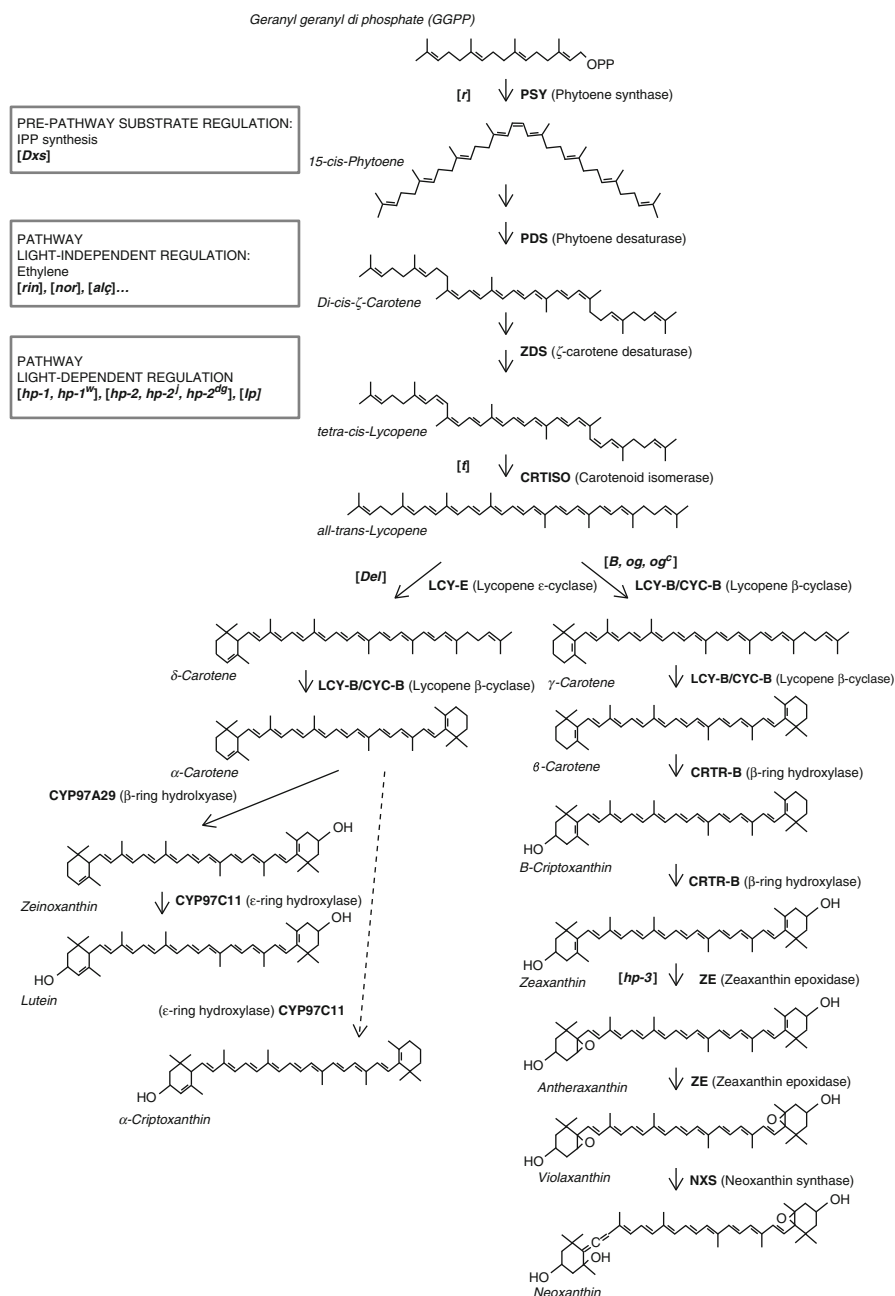 Geranyl geranyl di phosphate (GGPP)
OPP
[r] PSY (Phytoene synthase)
PRE-PATHWAY SUBSTRATE REGULATION:
IPP synthesis
[Dxs]
15-cis-Phytoene
PDS (Phytoene desaturase)
PATHWAY
LIGHT-INDEPENDENT REGULATION:
Ethylene
[rin], [nor], [alç]...
Di-cis-ζ-Carotene
ZDS (ζ-carotene desaturase)
PATHWAY
LIGHT-DEPENDENT REGULATION
[hp-1, hp-1ʷ], [hp-2, hp-2ʲ, hp-2ᵈᵍ], [lp]
tetra-cis-Lycopene
[t] CRTISO (Carotenoid isomerase)
all-trans-Lycopene
[Del]
LCY-E (Lycopene ε-cyclase)
[B, og, ogᶜ]
LCY-B/CYC-B (Lycopene β-cyclase)
δ-Carotene
LCY-B/CYC-B (Lycopene β-cyclase)
γ-Carotene
LCY-B/CYC-B (Lycopene β-cyclase)
α-Carotene
ϐ-Carotene
CYP97A29 (β-ring hydrolxyase)
CRTR-B (β-ring hydroxylase)
OH
Zeinoxanthin
HO
B-Criptoxanthin
CYP97C11 (ε-ring hydroxylase)
CRTR-B (β-ring hydroxylase)
OH
HO
Lutein
OH
HO
Zeaxanthin
[hp-3] ZE (Zeaxanthin epoxidase)
(ε-ring hydroxylase) CYP97C11
OH
O
HO
Antheraxanthin
ZE (Zeaxanthin epoxidase)
HO
α-Criptoxanthin
OH
O
O
HO
Violaxanthin
NXS (Neoxanthin synthase)
OH
O
C
OH
HO
Neoxanthin